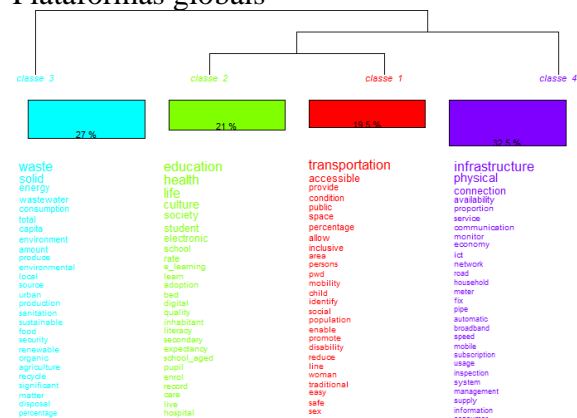 Plataformas globais
classe 3
classe 2
classe 1
classe 4
27 %
21 %
19.5 %
32.5 %
waste
solid
energy
wastewater
consumption
total
capita
environment
amount
produce
environmental
local
source
urban
production
sanitation
sustainable
food
security
renewable
organic
agriculture
recycle
significant
matter
disposal
percentage
education
health
life
culture
society
student
electronic
school
rate
e_learning
learn
adoption
bed
digital
quality
inhabitant
literacy
secondary
expectancy
school_aged
pupil
enrol
record
care
live
hospital
transportation
accessible
provide
condition
public
space
percentage
allow
inclusive
area
persons
pwd
mobility
child
identify
social
population
enable
promote
disability
reduce
line
woman
traditional
easy
safe
sex
infrastructure
physical
connection
availability
proportion
service
communication
monitor
economy
ict
network
road
household
meter
fix
pipe
automatic
broadband
speed
mobile
subscription
usage
inspection
system
management
supply
information